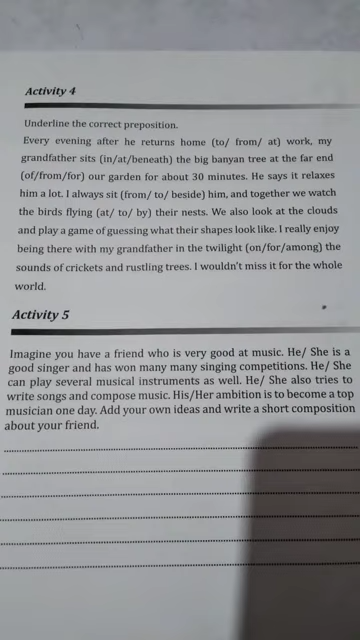 Activity 4
Underline the correct preposition.
Every evening after he returns home (to/ from/ at) work, my
grandfather sits (in/at/beneath) the big banyan tree at the far end
(of/from/for) our garden for about 30 minutes. He says it relaxes
him a lot. I always sit (from/ to/ beside) him, and together we watch
the birds flying (at/ to/ by) their nests. We also look at the clouds
and play a game of guessing what their shapes look like. I really enjoy
being there with my grandfather in the twilight (on/for/among) the
sounds of crickets and rustling trees. I wouldn't miss it for the whole
world.
Activity 5
Imagine you have a friend who is very good at music. He/ She is a
good singer and has won many many singing competitions. He/ She
can play several musical instruments as well. He/ She also tries to
write songs and compose music. His/Her ambition is to become a top
musician one day. Add your own ideas and write a short composition
about your friend.